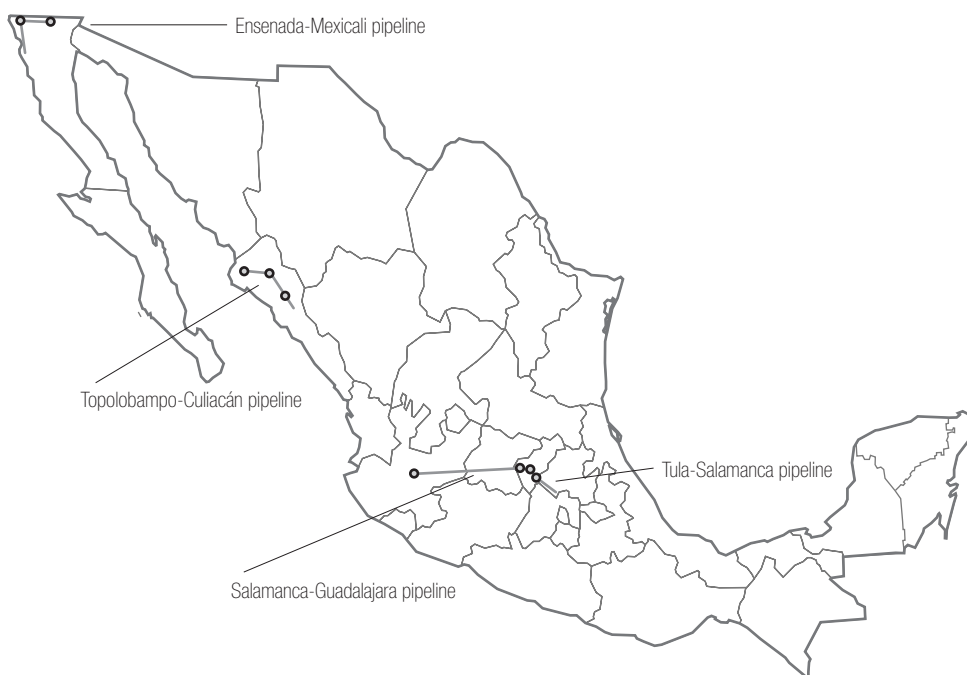 Ensenada-Mexicali pipeline
Topolobampo-Culiacán pipeline
Tula-Salamanca pipeline
Salamanca-Guadalajara pipeline